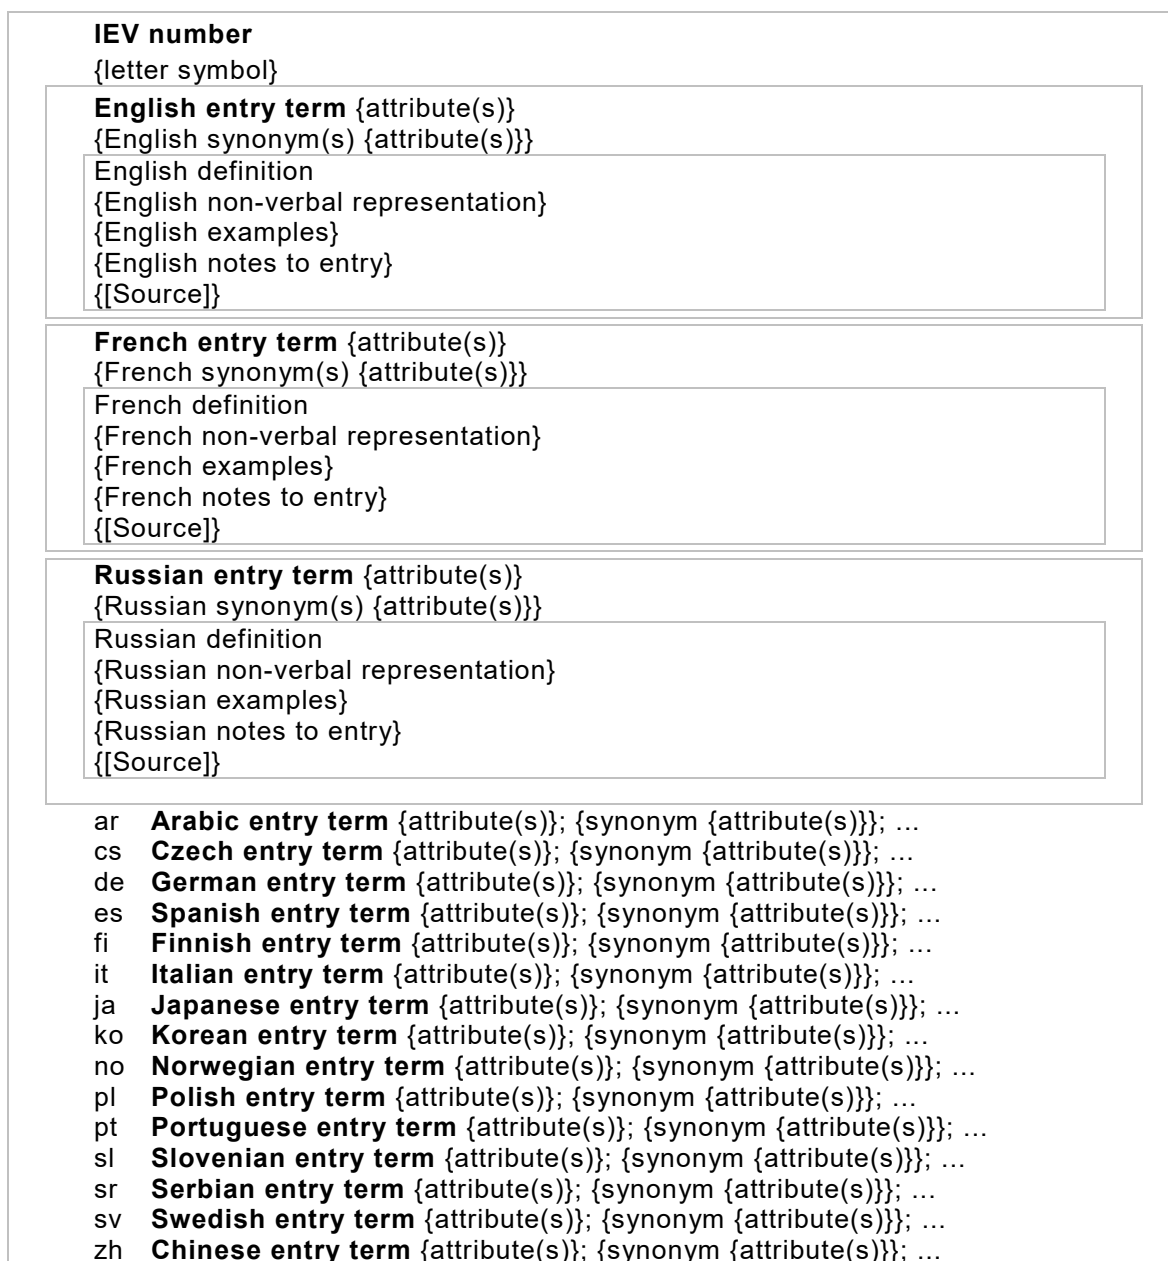 IEV number
{letter symbol}
English entry term {attribute(s)}
{English synonym(s) {attribute(s)}}
English definition
{English non-verbal representation}
{English examples}
{English notes to entry}
{[Source]}
French entry term {attribute(s)}
{French synonym(s) {attribute(s)}}
French definition
{French non-verbal representation}
{French examples}
{French notes to entry}
{[Source]}
Russian entry term {attribute(s)}
{Russian synonym(s) {attribute(s)}}
Russian definition
{Russian non-verbal representation}
{Russian examples}
{Russian notes to entry}
{[Source]}
ar Arabic entry term {attribute(s)}; {synonym {attribute(s)}}; ...
cs Czech entry term {attribute(s)}; {synonym {attribute(s)}}; ...
de German entry term {attribute(s)}; {synonym {attribute(s)}}; ...
es Spanish entry term {attribute(s)}; {synonym {attribute(s)}}; ...
fi Finnish entry term {attribute(s)}; {synonym {attribute(s)}}; ...
it Italian entry term {attribute(s)}; {synonym {attribute(s)}}; ...
ja Japanese entry term {attribute(s)}; {synonym {attribute(s)}}; ...
ko Korean entry term {attribute(s)}; {synonym {attribute(s)}}; ...
no Norwegian entry term {attribute(s)}; {synonym {attribute(s)}}; ...
pl Polish entry term {attribute(s)}; {synonym {attribute(s)}}; ...
pt Portuguese entry term {attribute(s)}; {synonym {attribute(s)}}; ...
sl Slovenian entry term {attribute(s)}; {synonym {attribute(s)}}; ...
sr Serbian entry term {attribute(s)}; {synonym {attribute(s)}}; ...
sv Swedish entry term {attribute(s)}; {synonym {attribute(s)}}; ...
zh Chinese entry term {attribute(s)}; {synonym {attribute(s)}}; ...